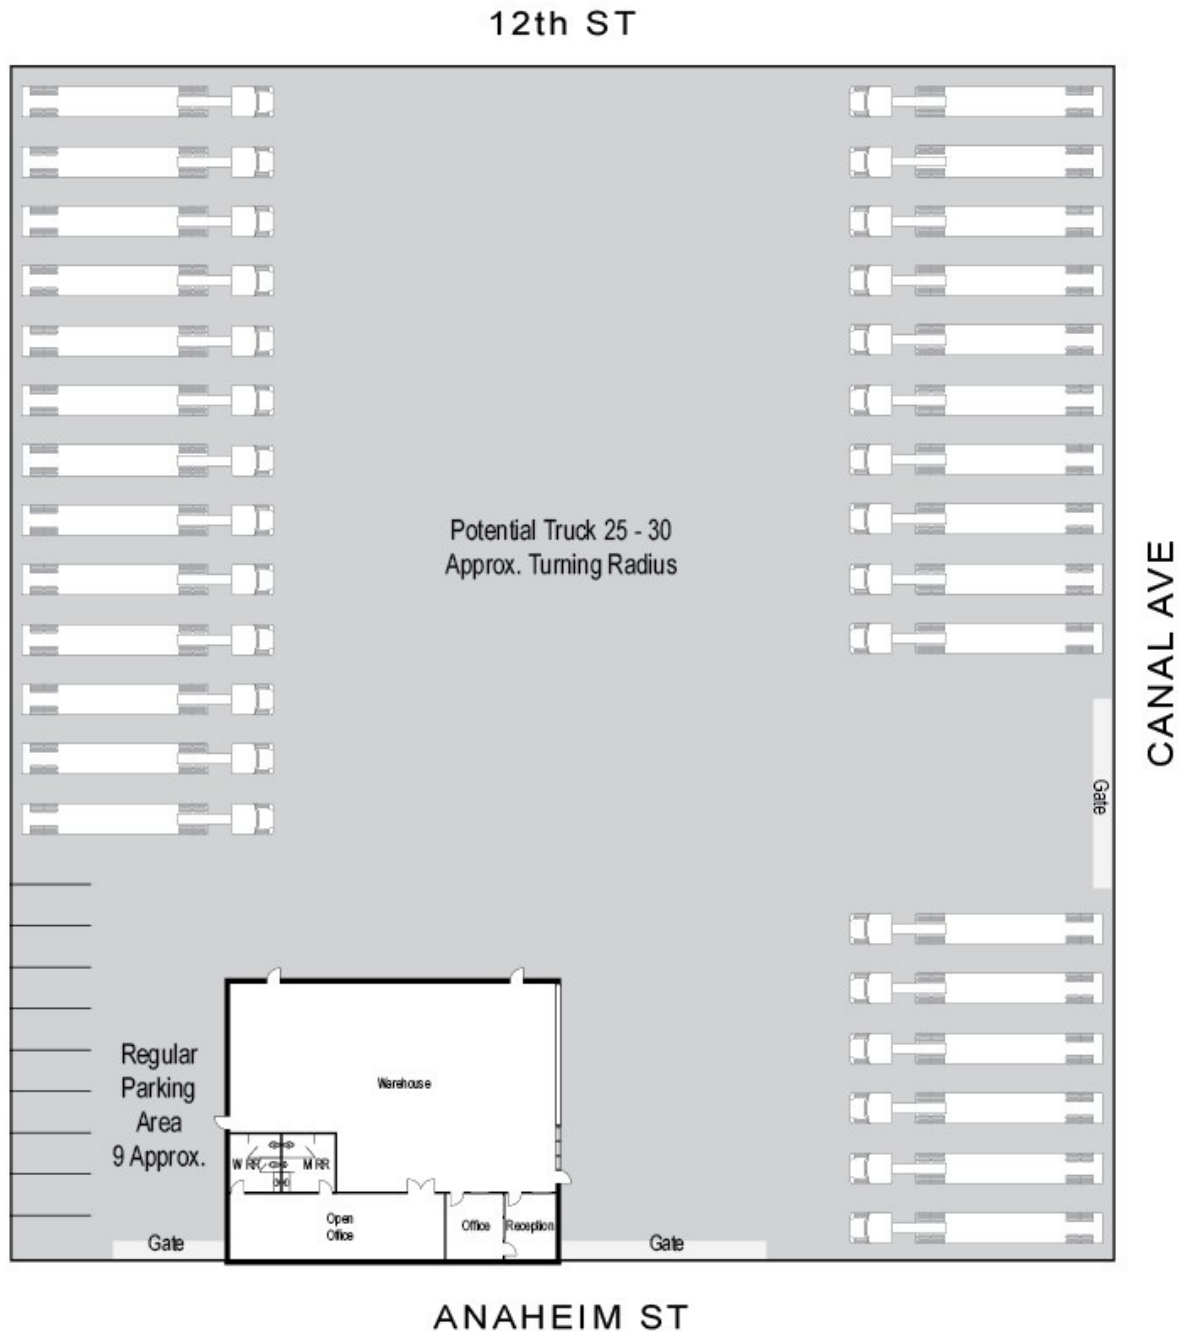 12th ST
Potential Truck 25 - 30
Approx. Turning Radius
CANAL AVE
Gate
Regular
Parking
Area
9 Approx.
Warehouse
W RR
M RR
Open
Office
Office
Reception
Gate
Gate
ANAHEIM ST